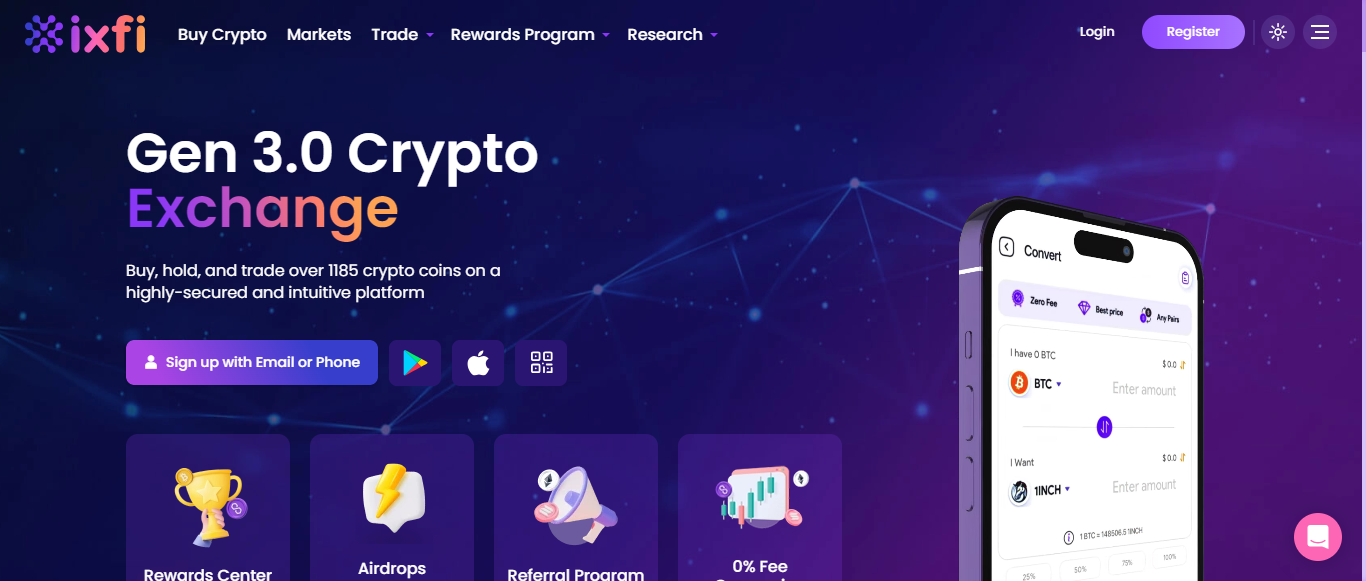 ixfi
Buy Crypto Markets Trade Rewards Program Research
Login Register
Gen 3.0 Crypto
Exchange
Buy, hold, and trade over 1185 crypto coins on a
highly-secured and intuitive platform
Sign up with Email or Phone
Rewards Center
Airdrops
Referral Program
0% Fee
Convert
Zero Fee
Best price
Any Pairs
I have 0 BTC
$ 0.0
BTC
Enter amount
I Want
$ 0.0
1INCH
Enter amount
1 BTC = 148506.5 1INCH
25% 50% 75% 100%